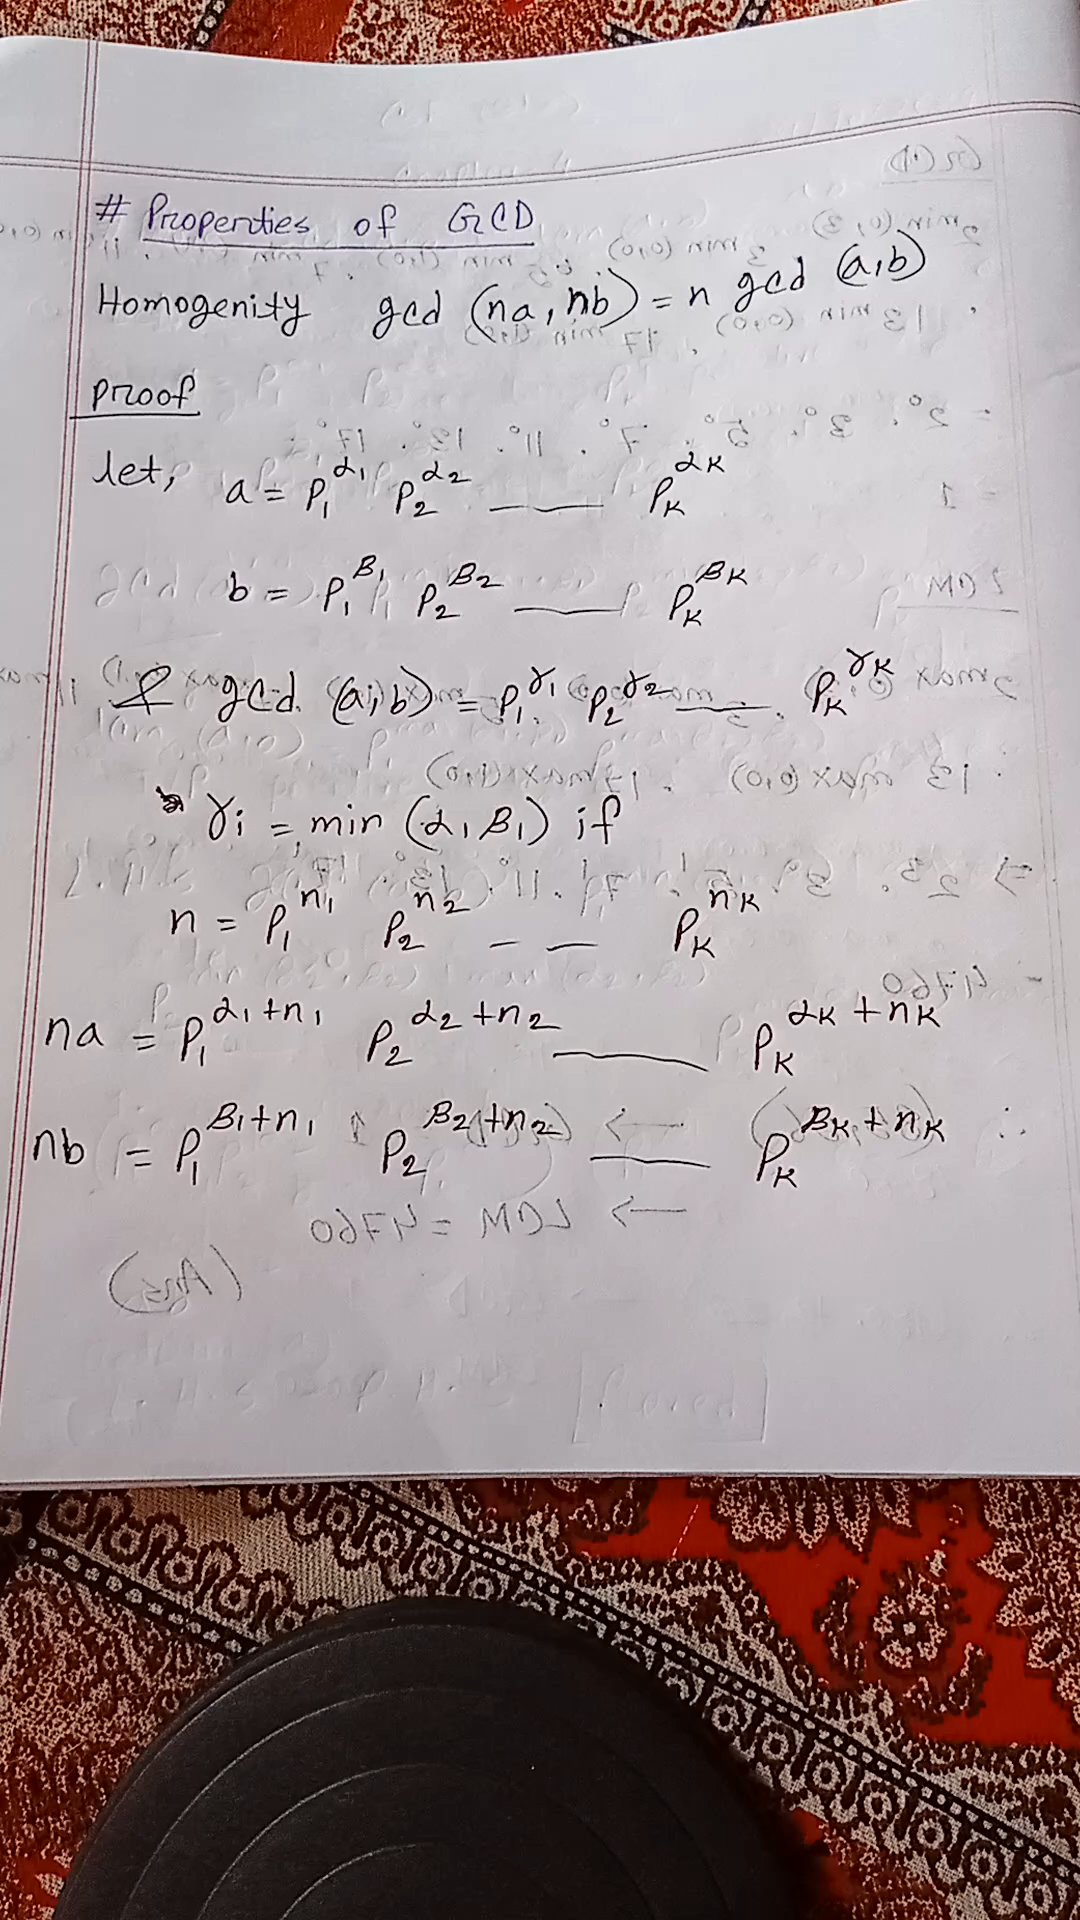 # Properties of GCD
Homogenity gcd (na, nb) = n gcd (a,b)
Proof
let, a = P₁^α₁ P₂^α₂ —— Pₖ^αₖ
b = P₁^β₁ P₂^β₂ —— Pₖ^βₖ
& gcd (a,b) = P₁^γ₁ P₂^γ₂ ——. Pₖ^γₖ
γᵢ = min (α₁ β₁) if
n = P₁^n₁ P₂^n₂ — — Pₖ^nₖ
na = P₁^(α₁+n₁) P₂^(α₂+n₂) —— Pₖ^(αₖ+nₖ)
nb = P₁^(β₁+n₁) P₂^(β₂+n₂) —— Pₖ^(βₖ+nₖ)